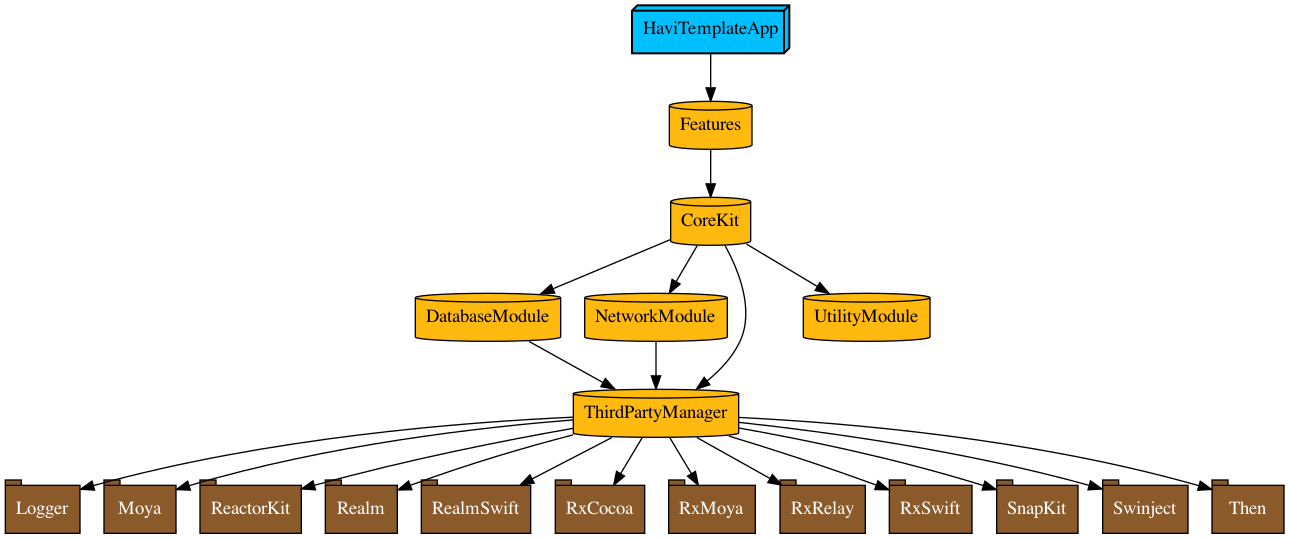 HaviTemplateApp
Features
CoreKit
DatabaseModule
NetworkModule
UtilityModule
ThirdPartyManager
Logger
Moya
ReactorKit
Realm
RealmSwift
RxCocoa
RxMoya
RxRelay
RxSwift
SnapKit
Swinject
Then